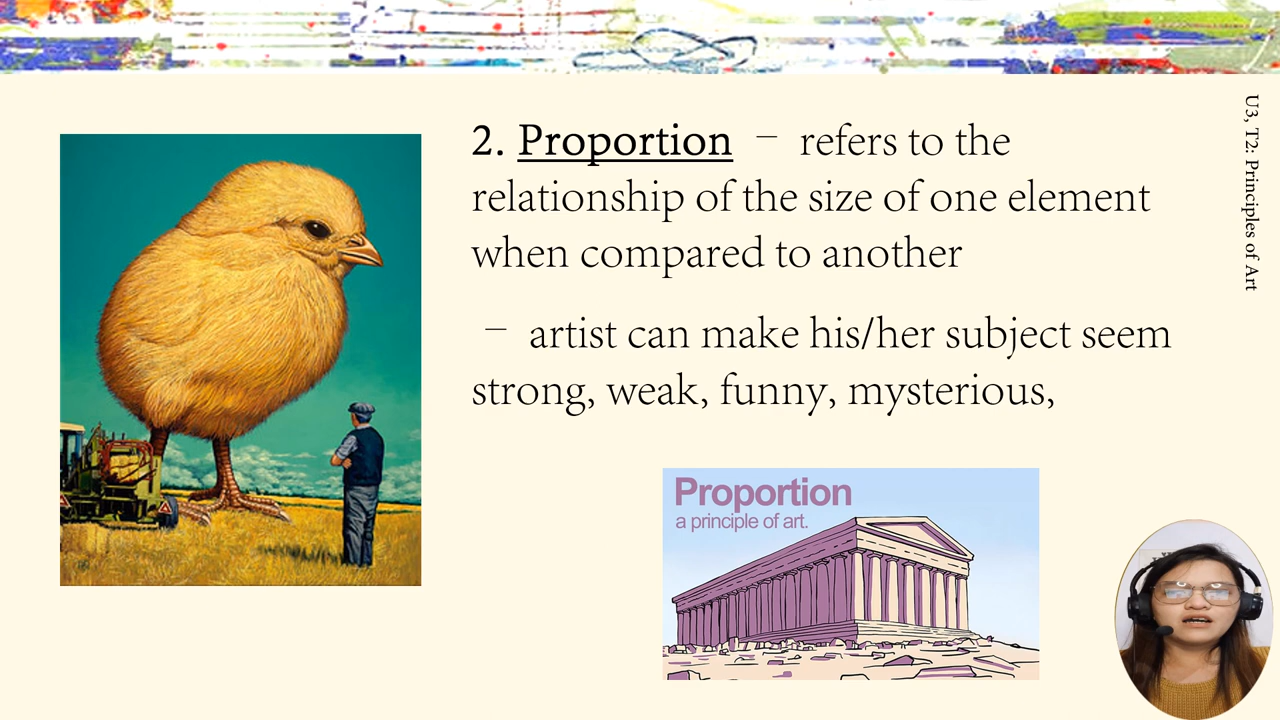 2. Proportion – refers to the
relationship of the size of one element
when compared to another
– artist can make his/her subject seem
strong, weak, funny, mysterious,
Proportion
a principle of art.
U3, T2: Principles of Art